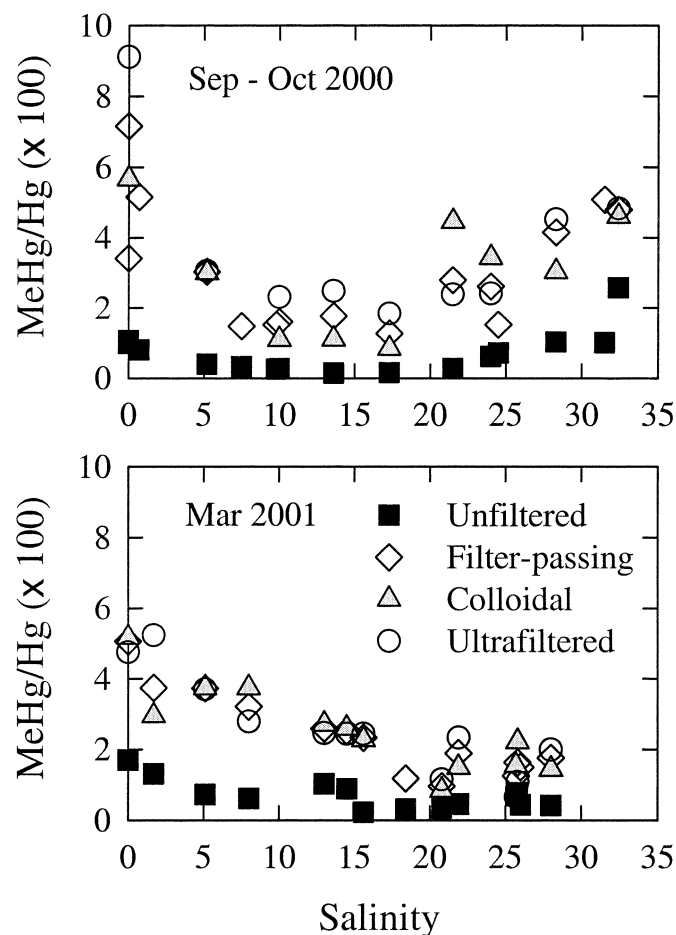 10
Sep - Oct 2000
8
6
4
2
0
MeHg/Hg (x 100)
0 5 10 15 20 25 30 35
10
Mar 2001
Unfiltered
8
Filter-passing
6
Colloidal
Ultrafiltered
4
2
0
MeHg/Hg (x 100)
0 5 10 15 20 25 30 35
Salinity